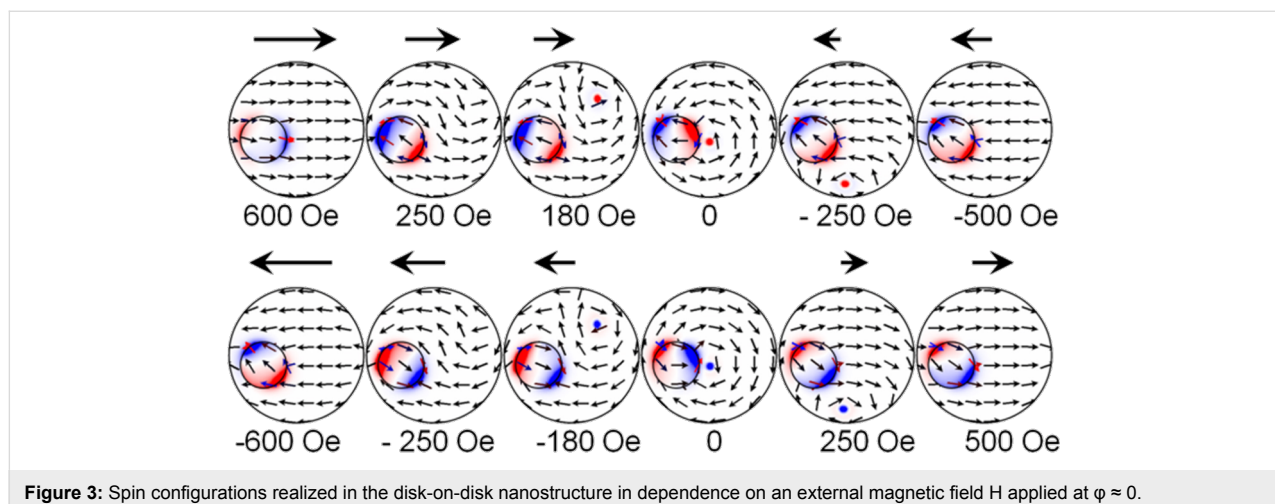 600 Oe 250 Oe 180 Oe 0 - 250 Oe -500 Oe
-600 Oe - 250 Oe -180 Oe 0 250 Oe 500 Oe
Figure 3: Spin configurations realized in the disk-on-disk nanostructure in dependence on an external magnetic field H applied at φ ≈ 0.